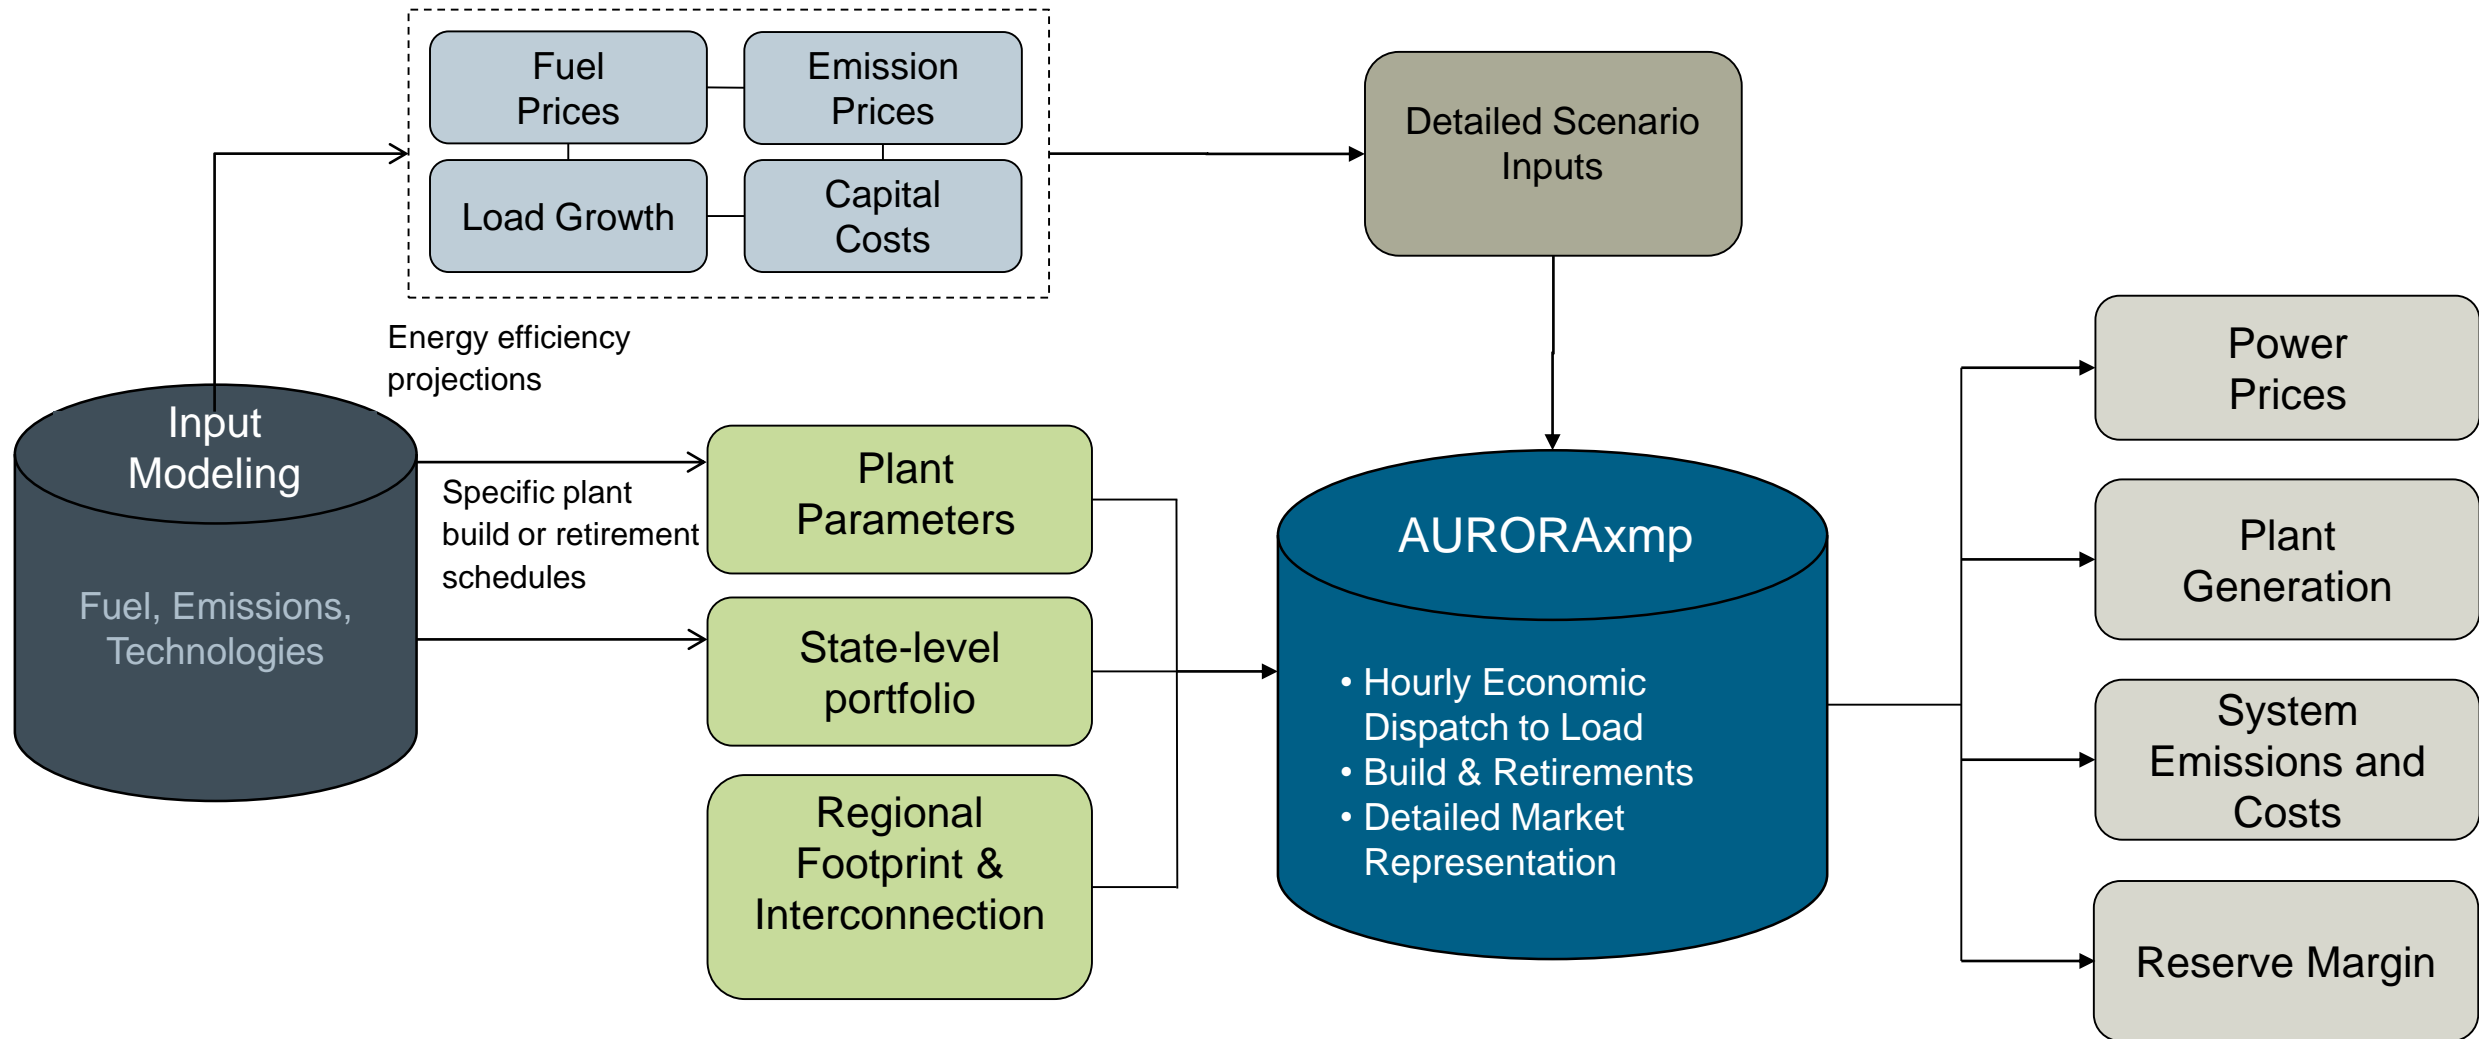 Fuel
Prices
Emission
Prices
Load Growth
Capital
Costs
Detailed Scenario
Inputs
Energy efficiency
projections
Input
Modeling
Fuel, Emissions,
Technologies
Specific plant
build or retirement
schedules
Plant
Parameters
State-level
portfolio
Regional
Footprint &
Interconnection
AURORAxmp
• Hourly Economic
Dispatch to Load
• Build & Retirements
• Detailed Market
Representation
Power
Prices
Plant
Generation
System
Emissions and
Costs
Reserve Margin